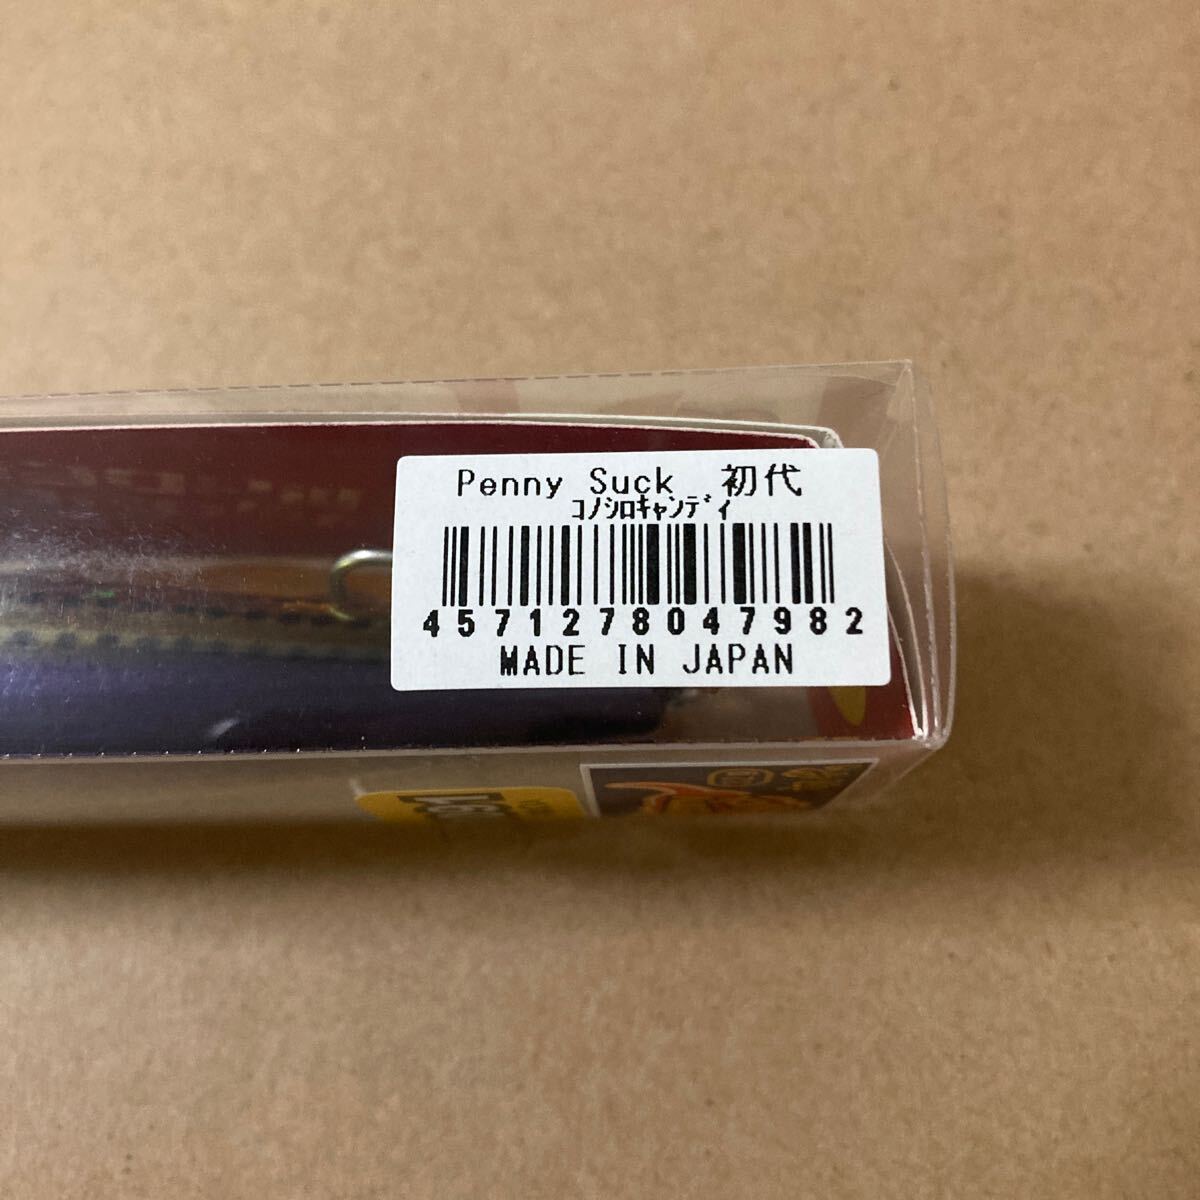 Penny Suck 初代
ｺﾉｼﾛｷｬﾝﾃﾞｨ
4571278047982
MADE IN JAPAN